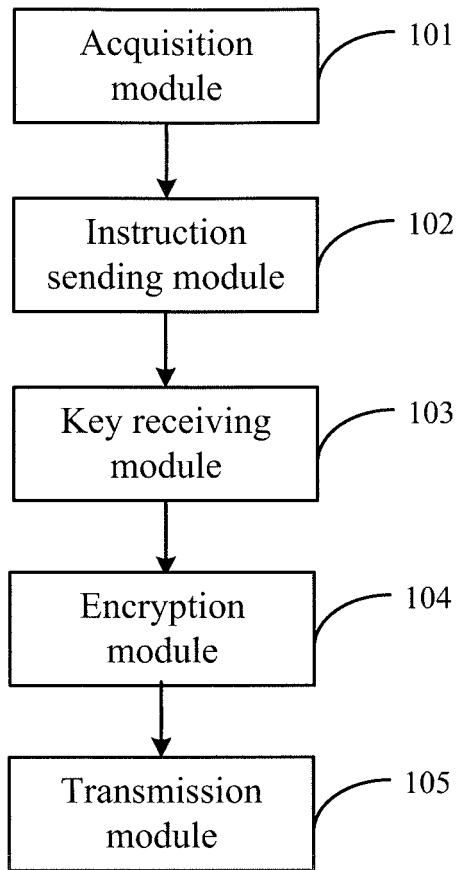 Acquisition
module
101
Instruction
sending module
102
Key receiving
module
103
Encryption
module
104
Transmission
module
105